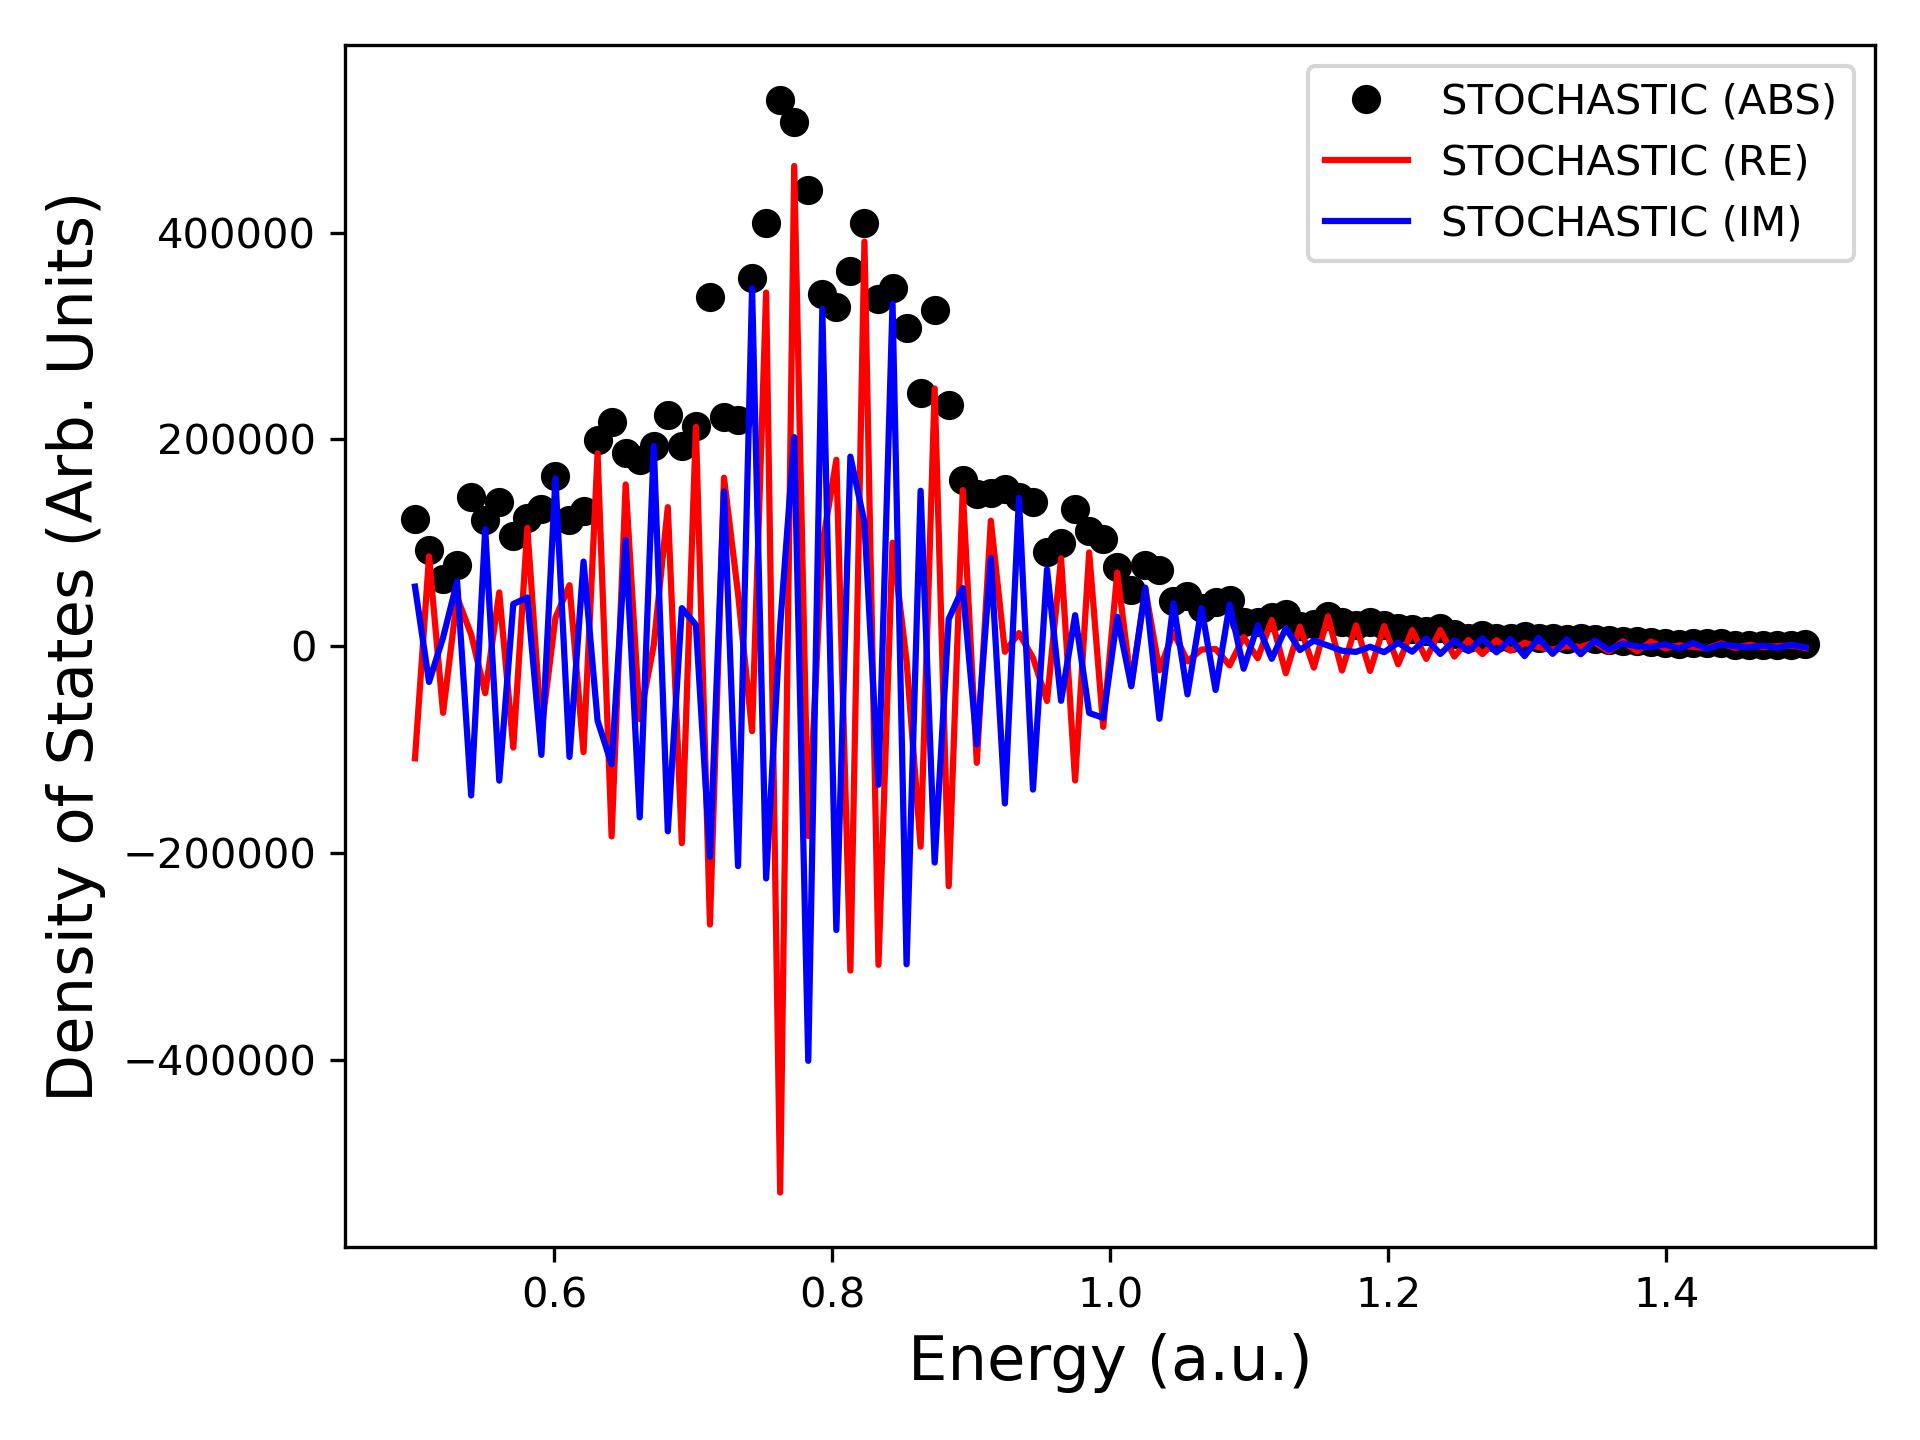 STOCHASTIC (ABS)
STOCHASTIC (RE)
STOCHASTIC (IM)
Density of States (Arb. Units)
400000
200000
0
−200000
−400000
0.6 0.8 1.0 1.2 1.4
Energy (a.u.)